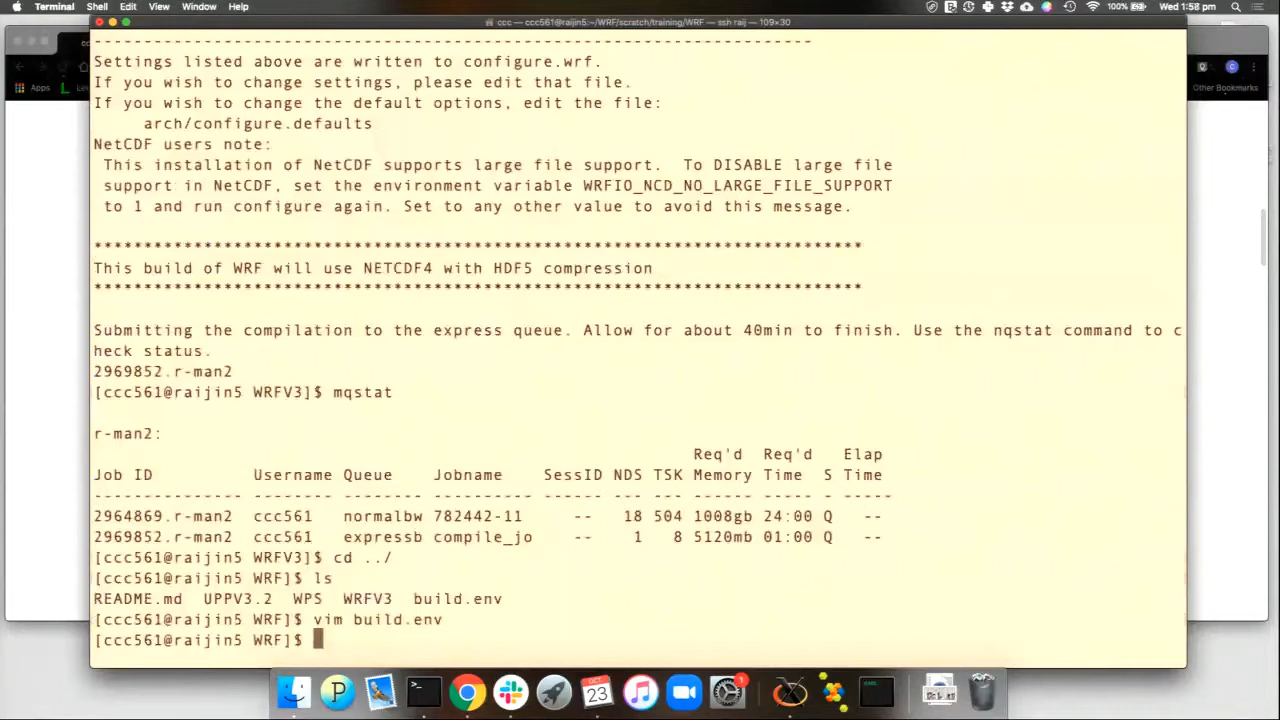 Terminal Shell Edit View Window Help
100% Wed 1:58 pm
ccc — ccc561@raijin5:~/WRF/scratch/training/WRF — ssh raij — 109×30
Apps
Other Bookmarks
--------------------------------------------------------------------------
Settings listed above are written to configure.wrf.
If you wish to change settings, please edit that file.
If you wish to change the default options, edit the file:
arch/configure.defaults
NetCDF users note:
This installation of NetCDF supports large file support. To DISABLE large file
support in NetCDF, set the environment variable WRFIO_NCD_NO_LARGE_FILE_SUPPORT
to 1 and run configure again. Set to any other value to avoid this message.
*****************************************************************************
This build of WRF will use NETCDF4 with HDF5 compression
*****************************************************************************
Submitting the compilation to the express queue. Allow for about 40min to finish. Use the nqstat command to c
heck status.
2969852.r-man2
[ccc561@raijin5 WRFV3]$ mqstat
r-man2:
Req'd Req'd Elap
Job ID Username Queue Jobname SessID NDS TSK Memory Time S Time
--------------- -------- -------- ---------- ------ --- --- ------ ----- - -----
2964869.r-man2 ccc561 normalbw 782442-11 -- 18 504 1008gb 24:00 Q --
2969852.r-man2 ccc561 expressb compile_jo -- 1 8 5120mb 01:00 Q --
[ccc561@raijin5 WRFV3]$ cd ../
[ccc561@raijin5 WRF]$ ls
README.md UPPV3.2 WPS WRFV3 build.env
[ccc561@raijin5 WRF]$ vim build.env
[ccc561@raijin5 WRF]$
OCT
23
1